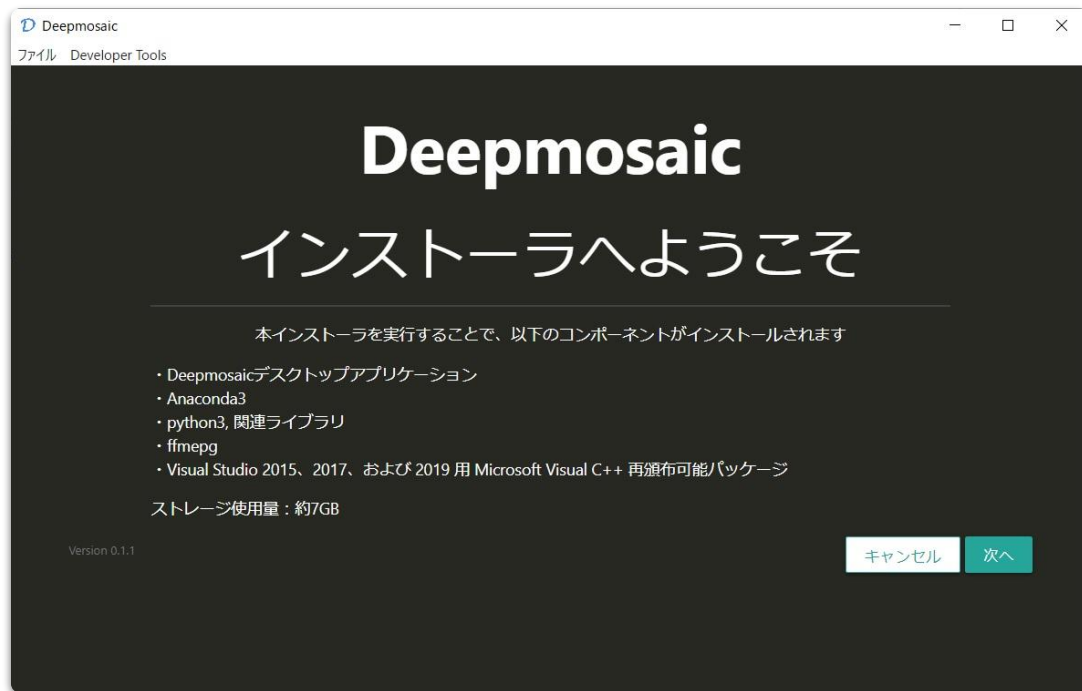 Deepmosaic
ファイル Developer Tools
Deepmosaic
インストーラへようこそ
本インストーラを実行することで、以下のコンポーネントがインストールされます
・Deepmosaicデスクトップアプリケーション
・Anaconda3
・python3, 関連ライブラリ
・ffmepg
・Visual Studio 2015、2017、および 2019 用 Microsoft Visual C++ 再頒布可能パッケージ
ストレージ使用量：約7GB
Version 0.1.1
キャンセル 次へ